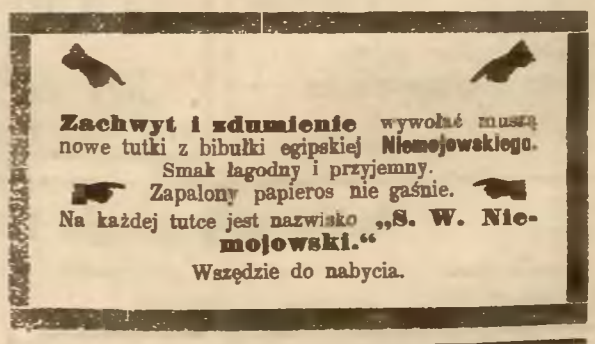 Zachwyt i zdumienie wywołać muszą
nowe tutki z bibułki egipskiej Niemojowskiego.
Smak łagodny i przyjemny.
Zapalony papieros nie gaśnie.
Na każdej tutce jest nazwisko „S. W. Nie-
mojowski.“
Wszędzie do nabycia.